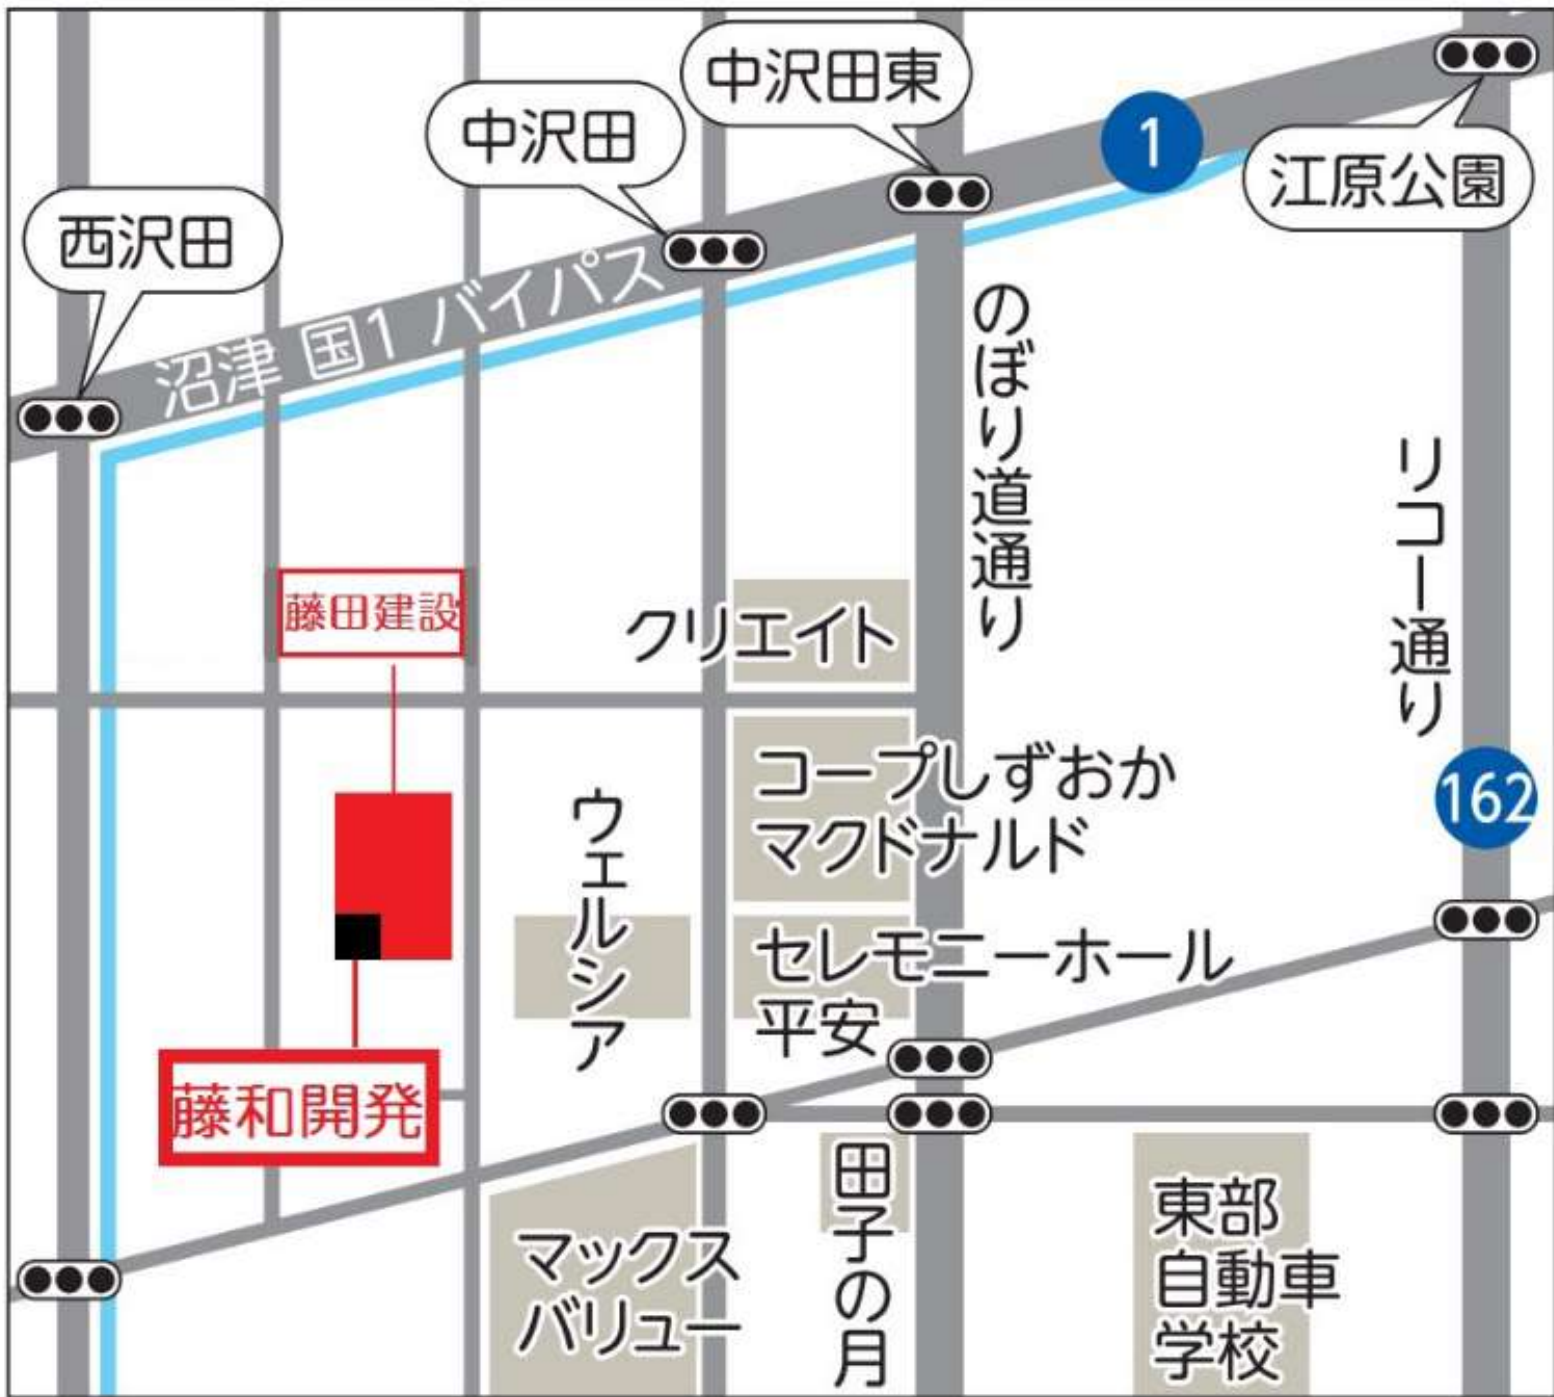 中沢田東
中沢田
1
江原公園
西沢田
沼津 国1 バイパス
のぼり道通り
リコー通り
藤田建設
クリエイト
コープしずおか
マクドナルド
162
ウェルシア
セレモニーホール
平安
藤和開発
田子の月
東部
自動車
学校
マックス
バリュー